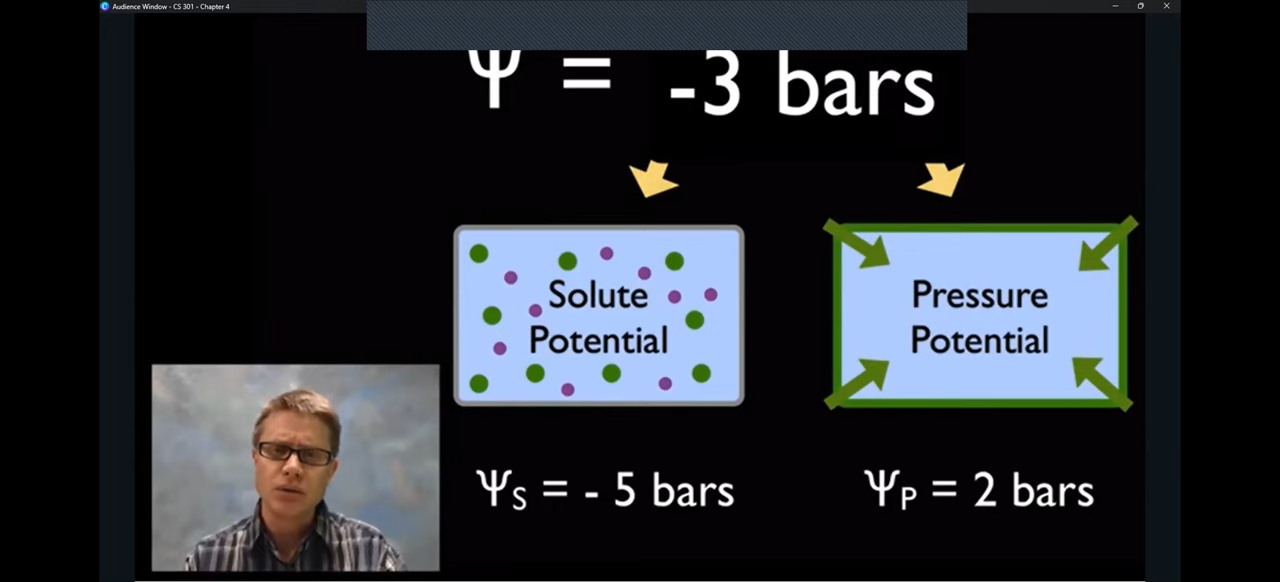 Audience Window - CS 301 - Chapter 4
Ψ = -3 bars
Solute
Potential
Pressure
Potential
ΨS = - 5 bars
ΨP = 2 bars